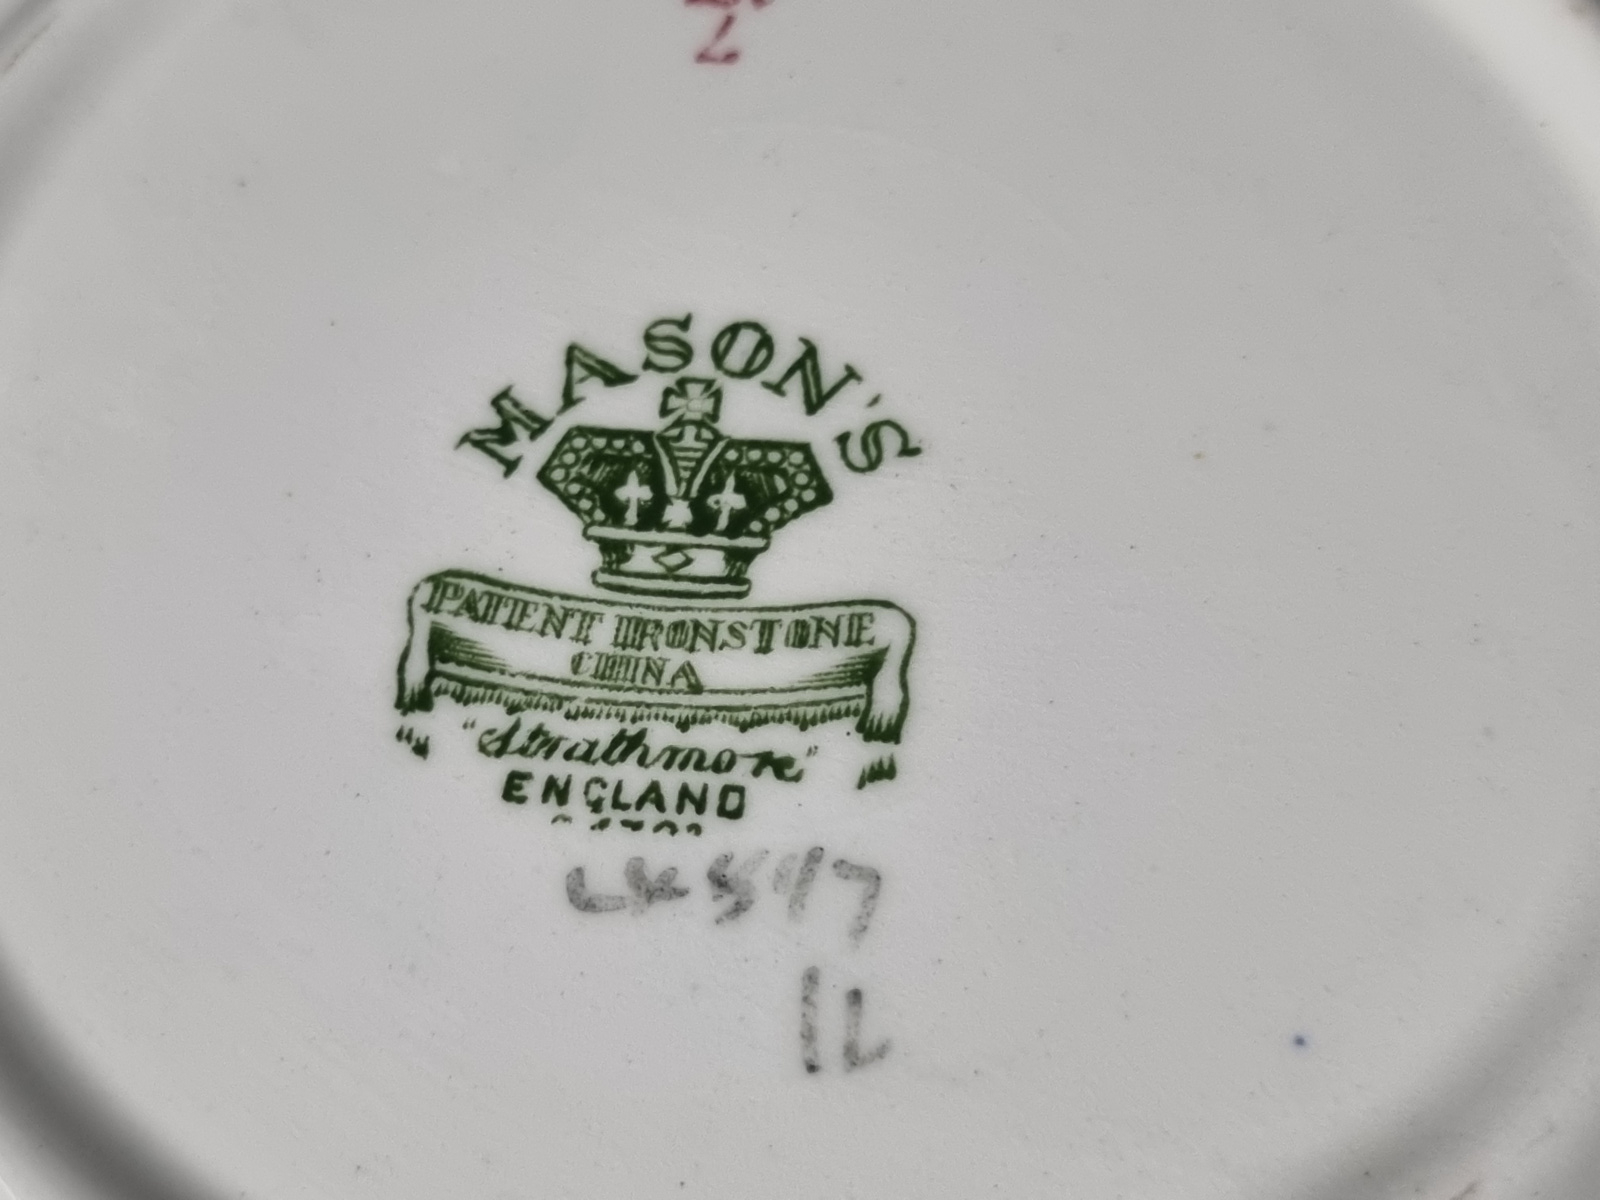 MASON'S
PATENT IRONSTONE
CHINA
"Strathmore"
ENGLAND